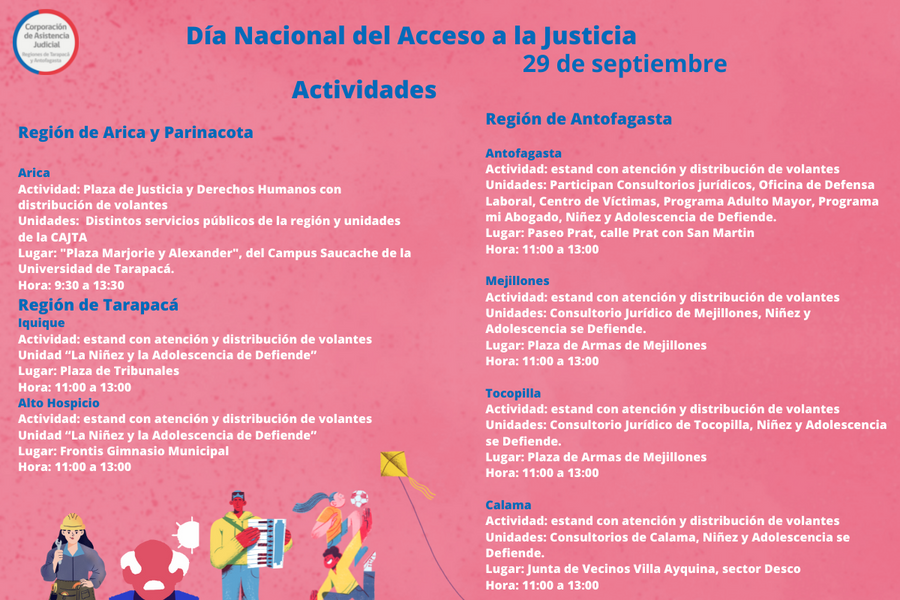 Corporación
de Asistencia
Judicial
Regiones de Tarapacá
y Antofagasta
Día Nacional del Acceso a la Justicia
29 de septiembre
Actividades
Región de Arica y Parinacota
Arica
Actividad: Plaza de Justicia y Derechos Humanos con
distribución de volantes
Unidades:  Distintos servicios públicos de la región y unidades
de la CAJTA
Lugar: "Plaza Marjorie y Alexander", del Campus Saucache de la
Universidad de Tarapacá.
Hora: 9:30 a 13:30
Región de Tarapacá
Iquique
Actividad: estand con atención y distribución de volantes
Unidad “La Niñez y la Adolescencia de Defiende”
Lugar: Plaza de Tribunales
Hora: 11:00 a 13:00
Alto Hospicio
Actividad: estand con atención y distribución de volantes
Unidad “La Niñez y la Adolescencia de Defiende”
Lugar: Frontis Gimnasio Municipal
Hora: 11:00 a 13:00
Región de Antofagasta
Antofagasta
Actividad: estand con atención y distribución de volantes
Unidades: Participan Consultorios jurídicos, Oficina de Defensa
Laboral, Centro de Víctimas, Programa Adulto Mayor, Programa
mi Abogado, Niñez y Adolescencia de Defiende.
Lugar: Paseo Prat, calle Prat con San Martin
Hora: 11:00 a 13:00
Mejillones
Actividad: estand con atención y distribución de volantes
Unidades: Consultorio Jurídico de Mejillones, Niñez y
Adolescencia se Defiende.
Lugar: Plaza de Armas de Mejillones
Hora: 11:00 a 13:00
Tocopilla
Actividad: estand con atención y distribución de volantes
Unidades: Consultorio Jurídico de Tocopilla, Niñez y Adolescencia
se Defiende.
Lugar: Plaza de Armas de Mejillones
Hora: 11:00 a 13:00
Calama
Actividad: estand con atención y distribución de volantes
Unidades: Consultorios de Calama, Niñez y Adolescencia se
Defiende.
Lugar: Junta de Vecinos Villa Ayquina, sector Desco
Hora: 11:00 a 13:00